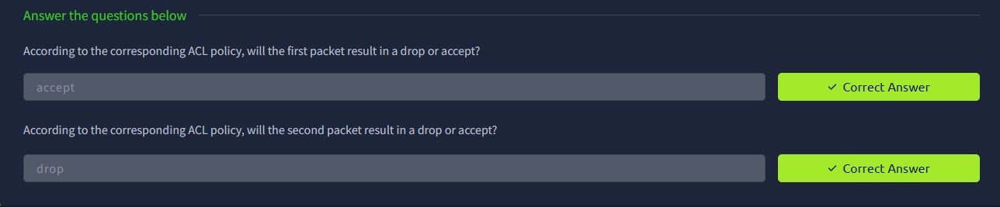 Answer the questions below
According to the corresponding ACL policy, will the first packet result in a drop or accept?
accept
✓ Correct Answer
According to the corresponding ACL policy, will the second packet result in a drop or accept?
drop
✓ Correct Answer